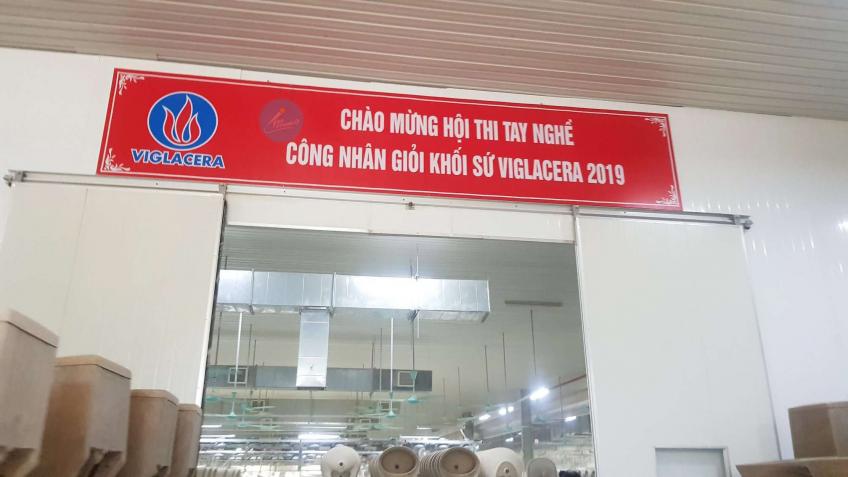 CHÀO MỪNG HỘI THI TAY NGHỀ
CÔNG NHÂN GIỎI KHỐI SỨ VIGLACERA 2019
VIGLACERA